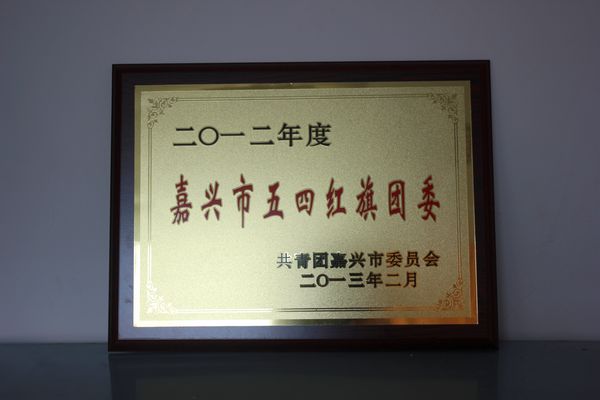 二〇一二年度
嘉兴市五四红旗团委
共青团嘉兴市委员会
二〇一三年二月